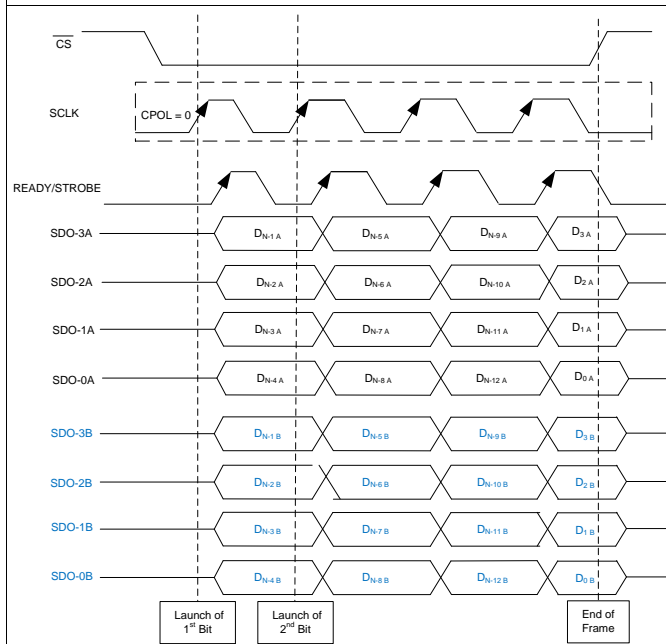 CS
SCLK
CPOL = 0
READY/STROBE
SDO-3A DN-1 A DN-5 A DN-9 A D3 A
SDO-2A DN-2 A DN-6 A DN-10 A D2 A
SDO-1A DN-3 A DN-7 A DN-11 A D1 A
SDO-0A DN-4 A DN-8 A DN-12 A D0 A
SDO-3B DN-1 B DN-5 B DN-9 B D3 B
SDO-2B DN-2 B DN-6 B DN-10 B D2 B
SDO-1B DN-3 B DN-7 B DN-11 B D1 B
SDO-0B DN-4 B DN-8 B DN-12 B D0 B
Launch of
1st Bit
Launch of
2nd Bit
End of
Frame